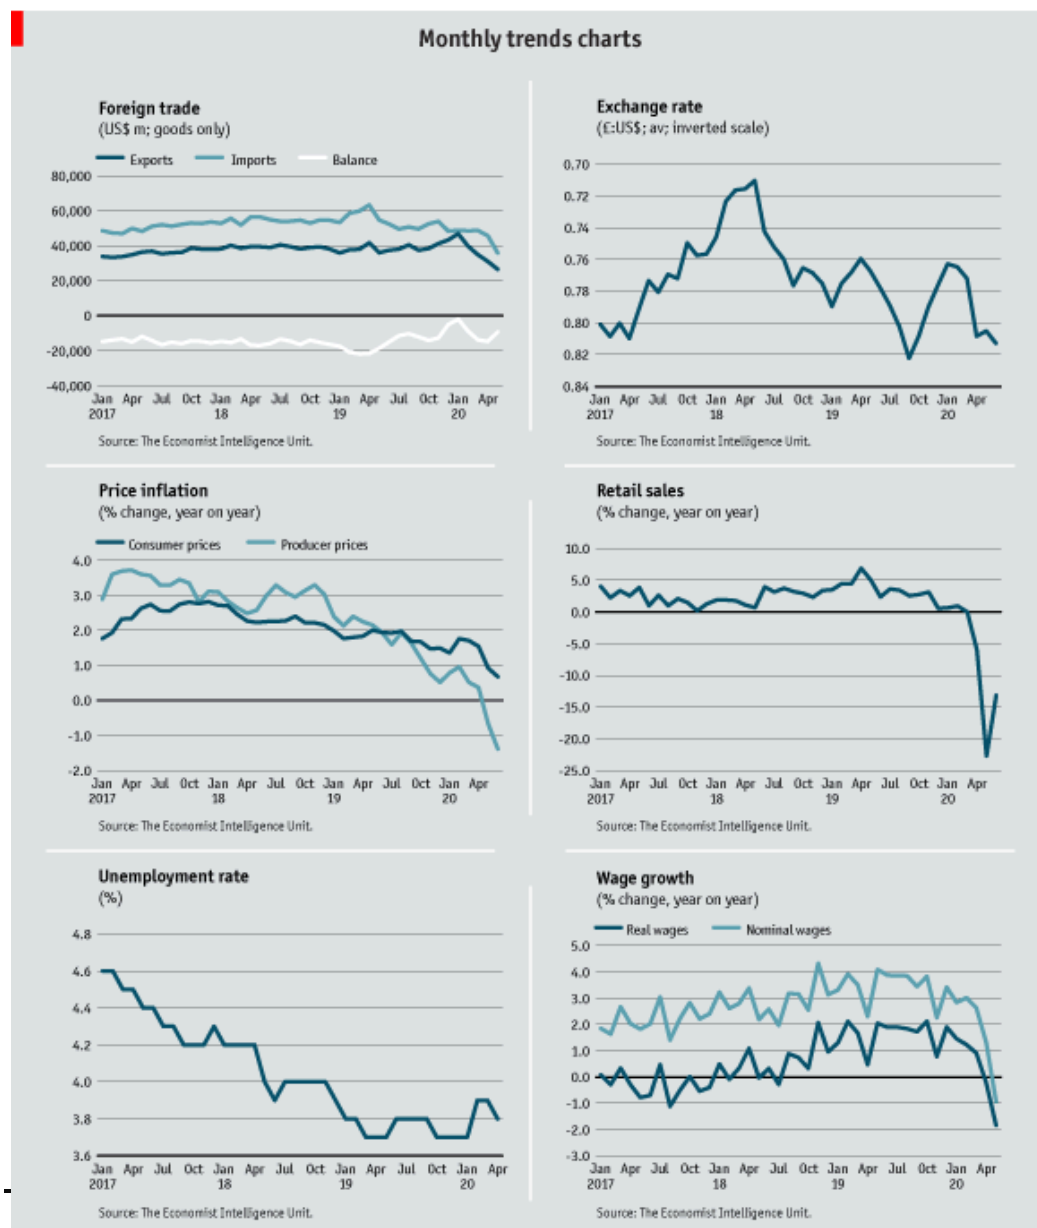 Monthly trends charts
Foreign trade
(US$ m; goods only)
Exports Imports Balance
80,000
60,000
40,000
20,000
0
-20,000
-40,000
Jan Apr Jul Oct Jan Apr Jul Oct Jan Apr Jul Oct Jan Apr
2017 18 19 20
Source: The Economist Intelligence Unit.
Exchange rate
(£:US$; av; inverted scale)
0.70
0.72
0.74
0.76
0.78
0.80
0.82
0.84
Jan Apr Jul Oct Jan Apr Jul Oct Jan Apr Jul Oct Jan Apr
2017 18 19 20
Source: The Economist Intelligence Unit.
Price inflation
(% change, year on year)
Consumer prices Producer prices
4.0
3.0
2.0
1.0
0.0
-1.0
-2.0
Jan Apr Jul Oct Jan Apr Jul Oct Jan Apr Jul Oct Jan Apr
2017 18 19 20
Source: The Economist Intelligence Unit.
Retail sales
(% change, year on year)
10.0
5.0
0.0
-5.0
-10.0
-15.0
-20.0
-25.0
Jan Apr Jul Oct Jan Apr Jul Oct Jan Apr Jul Oct Jan Apr
2017 18 19 20
Source: The Economist Intelligence Unit.
Unemployment rate
(%)
4.8
4.6
4.4
4.2
4.0
3.8
3.6
Jan Apr Jul Oct Jan Apr Jul Oct Jan Apr Jul Oct Jan Apr
2017 18 19 20
Source: The Economist Intelligence Unit.
Wage growth
(% change, year on year)
Real wages Nominal wages
5.0
4.0
3.0
2.0
1.0
0.0
-1.0
-2.0
-3.0
Jan Apr Jul Oct Jan Apr Jul Oct Jan Apr Jul Oct Jan Apr
2017 18 19 20
Source: The Economist Intelligence Unit.